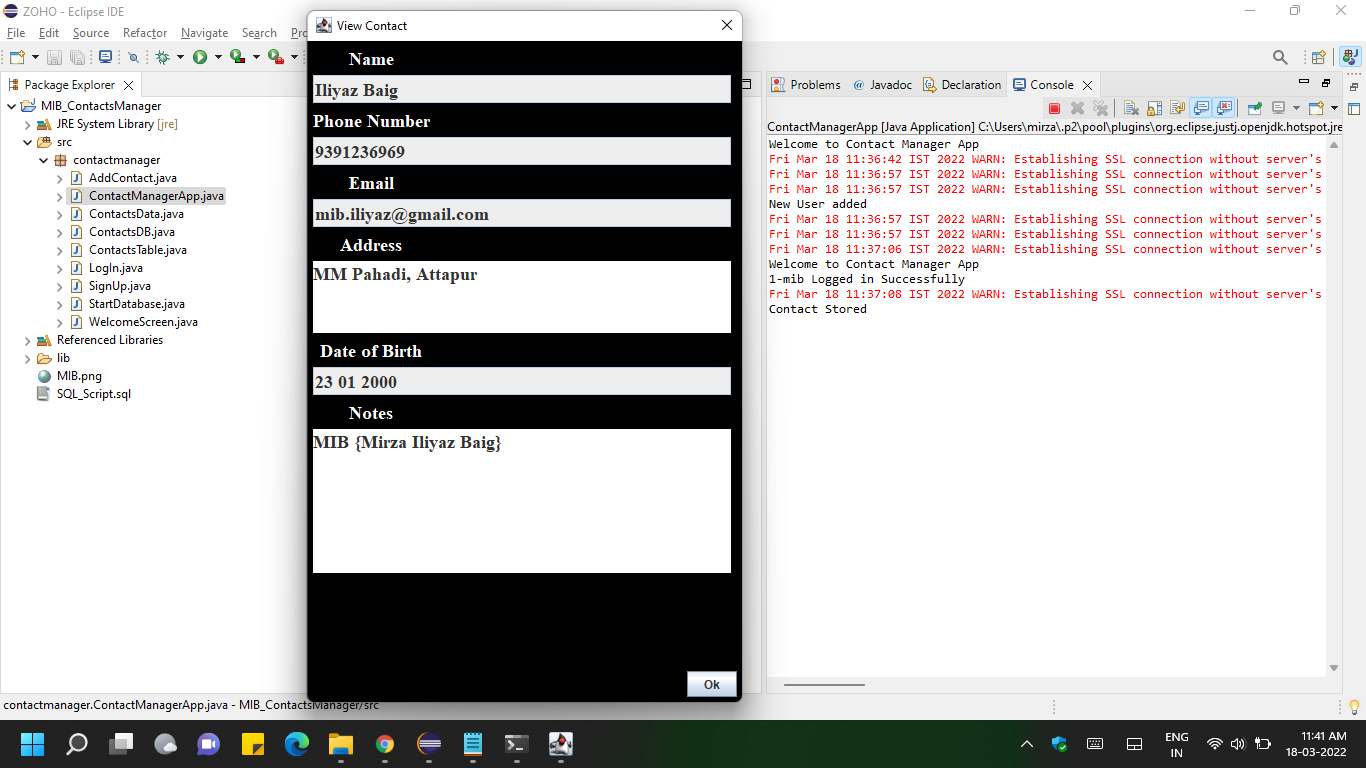 ZOHO - Eclipse IDE
File Edit Source Refactor Navigate Search
Package Explorer
MIB_ContactsManager
JRE System Library [jre]
src
contactmanager
AddContact.java
ContactManagerApp.java
ContactsData.java
ContactsDB.java
ContactsTable.java
LogIn.java
SignUp.java
StartDatabase.java
WelcomeScreen.java
Referenced Libraries
lib
MIB.png
SQL_Script.sql
View Contact
Name
Iliyaz Baig
Phone Number
9391236969
Email
mib.iliyaz@gmail.com
Address
MM Pahadi, Attapur
Date of Birth
23 01 2000
Notes
MIB {Mirza Iliyaz Baig}
Ok
Problems @ Javadoc Declaration Console
ContactManagerApp [Java Application] C:\Users\mirza\.p2\pool\plugins\org.eclipse.justj.openjdk.hotspot.jre
Welcome to Contact Manager App
Fri Mar 18 11:36:42 IST 2022 WARN: Establishing SSL connection without server's
Fri Mar 18 11:36:57 IST 2022 WARN: Establishing SSL connection without server's
Fri Mar 18 11:36:57 IST 2022 WARN: Establishing SSL connection without server's
New User added
Fri Mar 18 11:36:57 IST 2022 WARN: Establishing SSL connection without server's
Fri Mar 18 11:36:57 IST 2022 WARN: Establishing SSL connection without server's
Fri Mar 18 11:37:06 IST 2022 WARN: Establishing SSL connection without server's
Welcome to Contact Manager App
1-mib Logged in Successfully
Fri Mar 18 11:37:08 IST 2022 WARN: Establishing SSL connection without server's
Contact Stored
contactmanager.ContactManagerApp.java - MIB_ContactsManager/src
ENG
IN
11:41 AM
18-03-2022